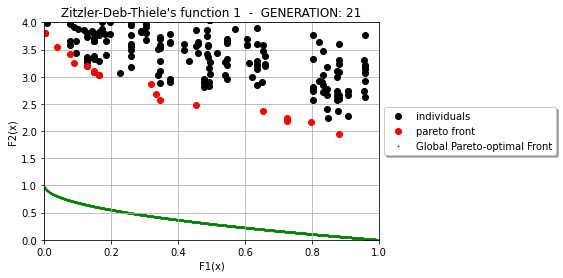 Zitzler-Deb-Thiele's function 1 - GENERATION: 21
4.0
3.5
3.0
2.5
2.0
1.5
1.0
0.5
0.0
F2(x)
0.0 0.2 0.4 0.6 0.8 1.0
F1(x)
individuals
pareto front
Global Pareto-optimal Front